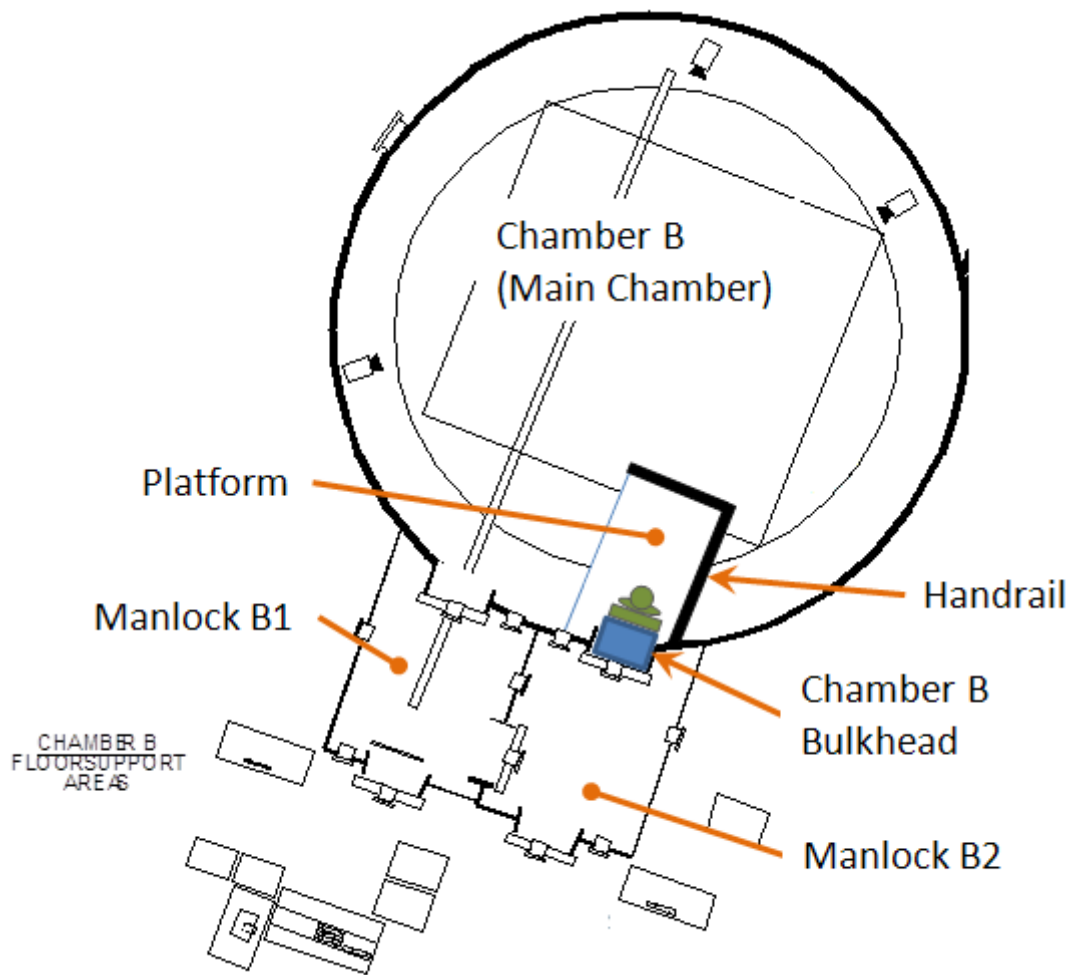 Chamber B
(Main Chamber)
Platform
Handrail
Manlock B1
Chamber B
Bulkhead
CHAMBER B
FLOORSUPPORT
AREAS
Manlock B2